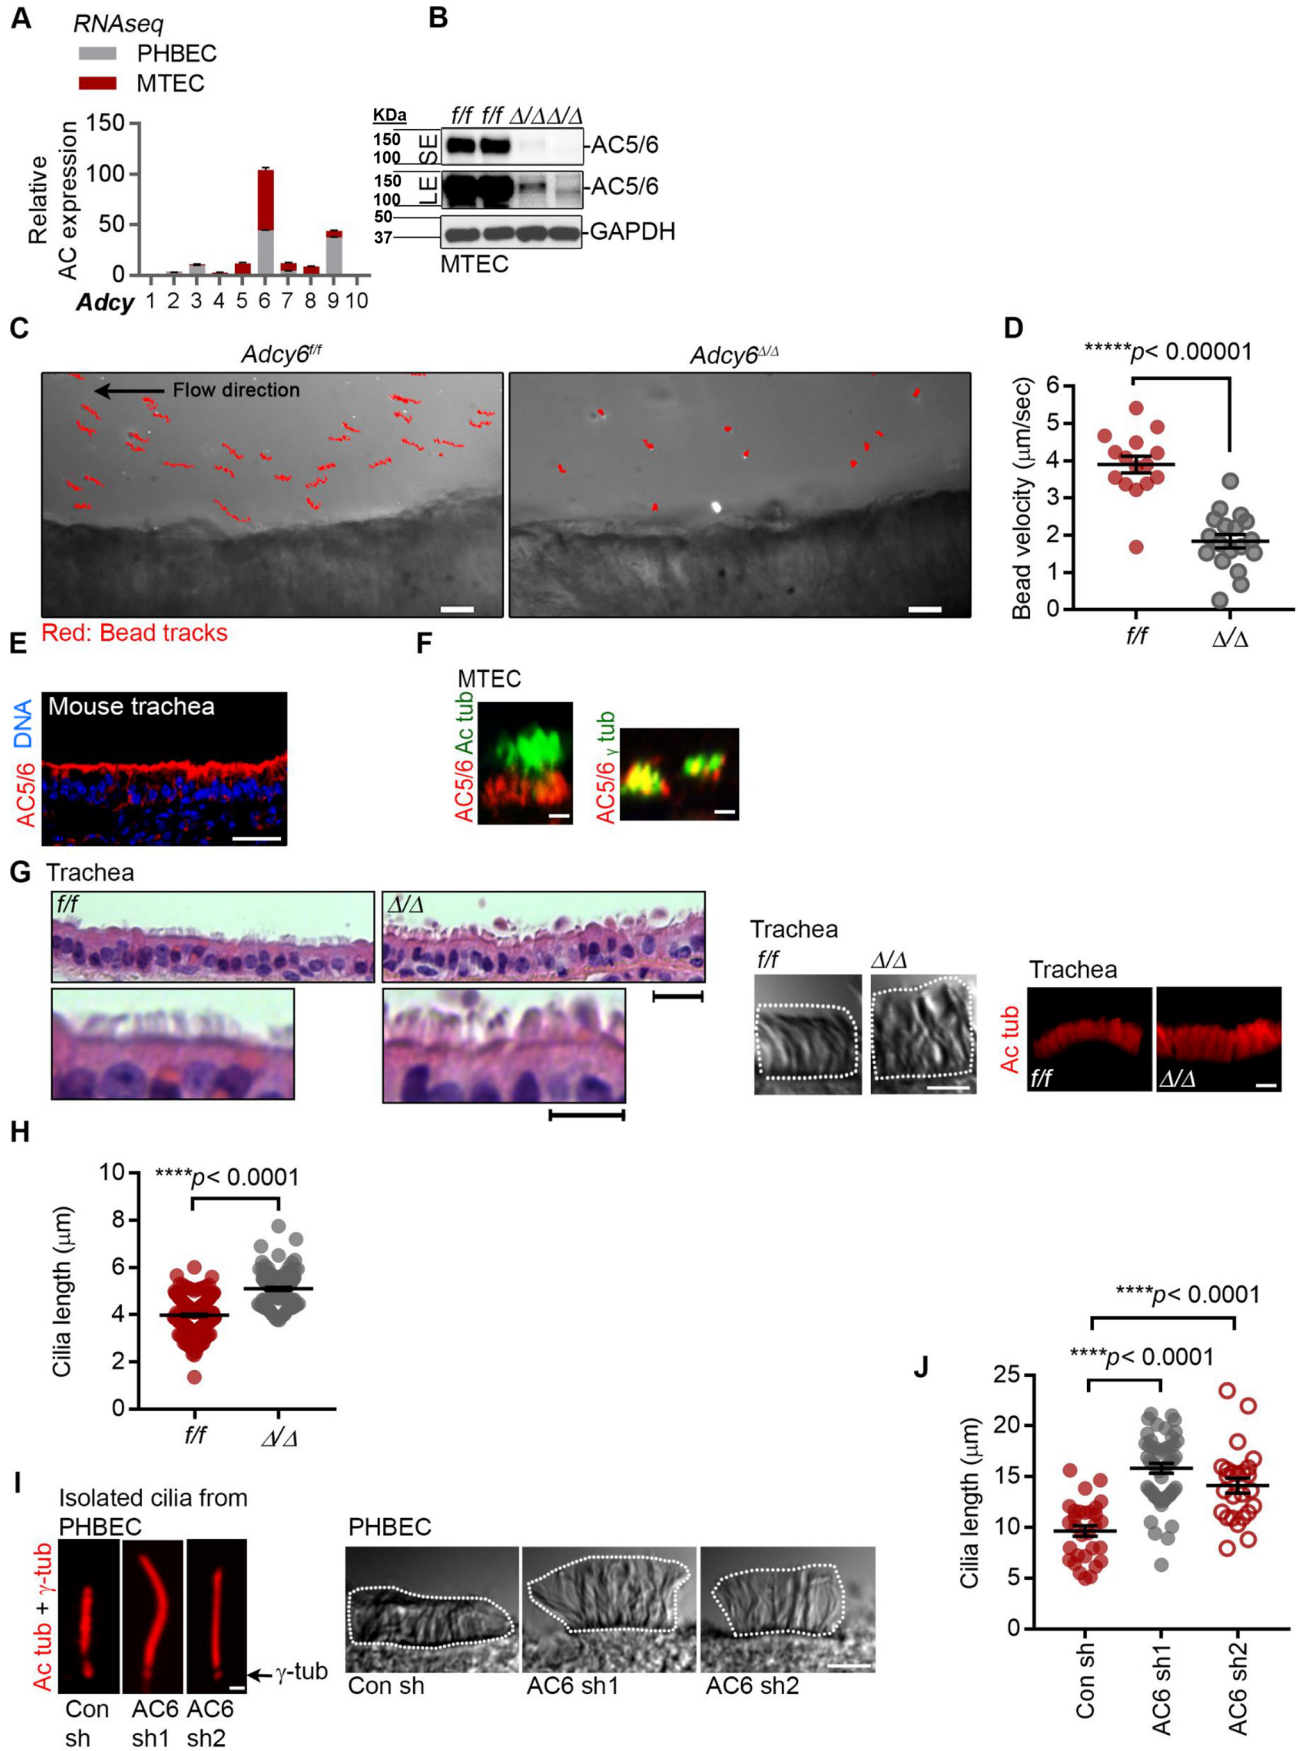 A
RNAseq
PHBEC
MTEC
Relative
AC expression
150
100
50
0
Adcy 1 2 3 4 5 6 7 8 9 10
B
KDa f/f f/f Δ/Δ Δ/Δ
150
100
SE
AC5/6
150
100
LE
AC5/6
50
37
GAPDH
MTEC
C
Adcy6f/f
Adcy6Δ/Δ
Flow direction
Red: Bead tracks
D
*****p< 0.00001
Bead velocity (μm/sec)
6
5
4
3
2
1
0
f/f Δ/Δ
E
AC5/6 DNA
Mouse trachea
F
MTEC
AC5/6 Ac tub
AC5/6 γ tub
G Trachea
f/f
Δ/Δ
Trachea
f/f Δ/Δ
Trachea
Ac tub
f/f
Δ/Δ
H
****p< 0.0001
Cilia length (μm)
10
8
6
4
2
0
f/f Δ/Δ
I
Isolated cilia from
PHBEC
Ac tub + γ-tub
γ-tub
Con
sh
AC6
sh1
AC6
sh2
PHBEC
Con sh
AC6 sh1
AC6 sh2
J
****p< 0.0001
****p< 0.0001
Cilia length (μm)
25
20
15
10
5
0
Con sh
AC6 sh1
AC6 sh2